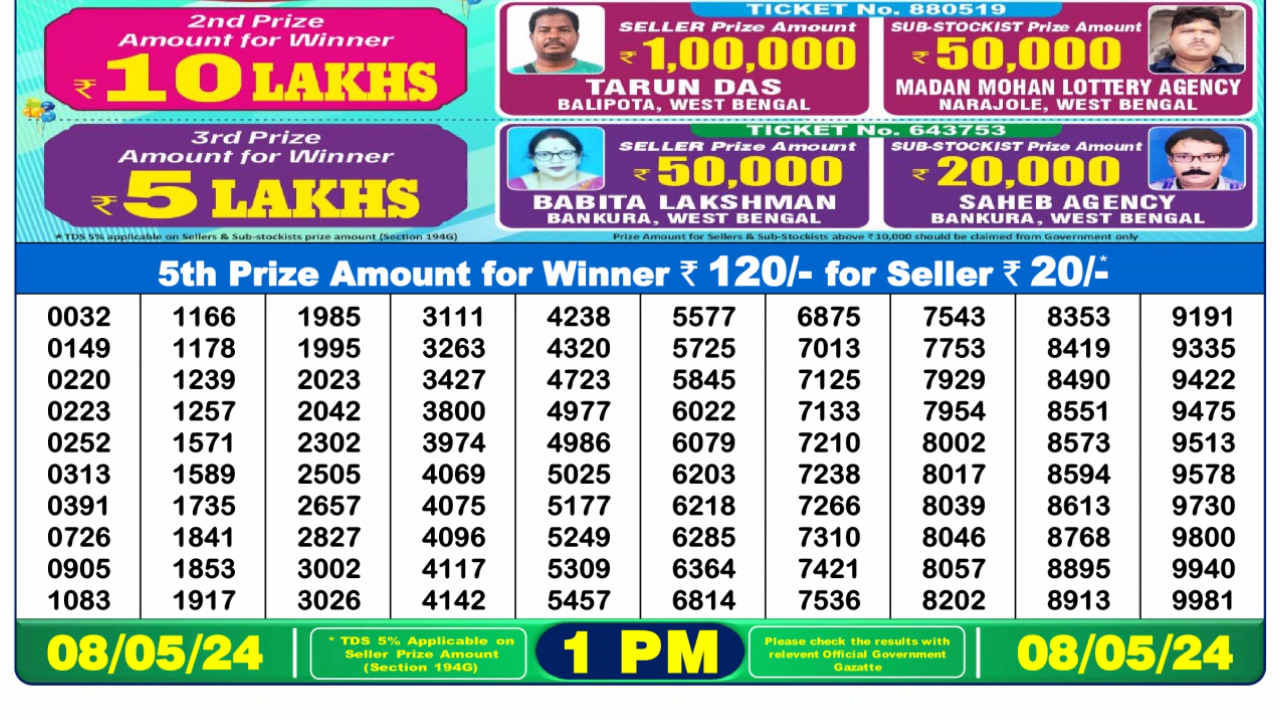 2nd Prize
Amount for Winner
₹ 10 LAKHS
TICKET No. 880519
SELLER Prize Amount
₹ 1,00,000
TARUN DAS
BALIPOTA, WEST BENGAL
SUB-STOCKIST Prize Amount
₹ 50,000
MADAN MOHAN LOTTERY AGENCY
NARAJOLE, WEST BENGAL
3rd Prize
Amount for Winner
₹ 5 LAKHS
TICKET No. 643753
SELLER Prize Amount
₹ 50,000
BABITA LAKSHMAN
BANKURA, WEST BENGAL
SUB-STOCKIST Prize Amount
₹ 20,000
SAHEB AGENCY
BANKURA, WEST BENGAL
*TDS 5% applicable on Sellers & Sub-stockists prize amount (Section 194G)
Prize Amount for Sellers & Sub-Stockists above ₹10,000 should be claimed from Government only
5th Prize Amount for Winner ₹ 120/- for Seller ₹ 20/-*
0032 1166 1985 3111 4238 5577 6875 7543 8353 9191
0149 1178 1995 3263 4320 5725 7013 7753 8419 9335
0220 1239 2023 3427 4723 5845 7125 7929 8490 9422
0223 1257 2042 3800 4977 6022 7133 7954 8551 9475
0252 1571 2302 3974 4986 6079 7210 8002 8573 9513
0313 1589 2505 4069 5025 6203 7238 8017 8594 9578
0391 1735 2657 4075 5177 6218 7266 8039 8613 9730
0726 1841 2827 4096 5249 6285 7310 8046 8768 9800
0905 1853 3002 4117 5309 6364 7421 8057 8895 9940
1083 1917 3026 4142 5457 6814 7536 8202 8913 9981
08/05/24
* TDS 5% Applicable on
Seller Prize Amount
(Section 194G)
1 PM
Please check the results with
relevent Official Government
Gazatte
08/05/24